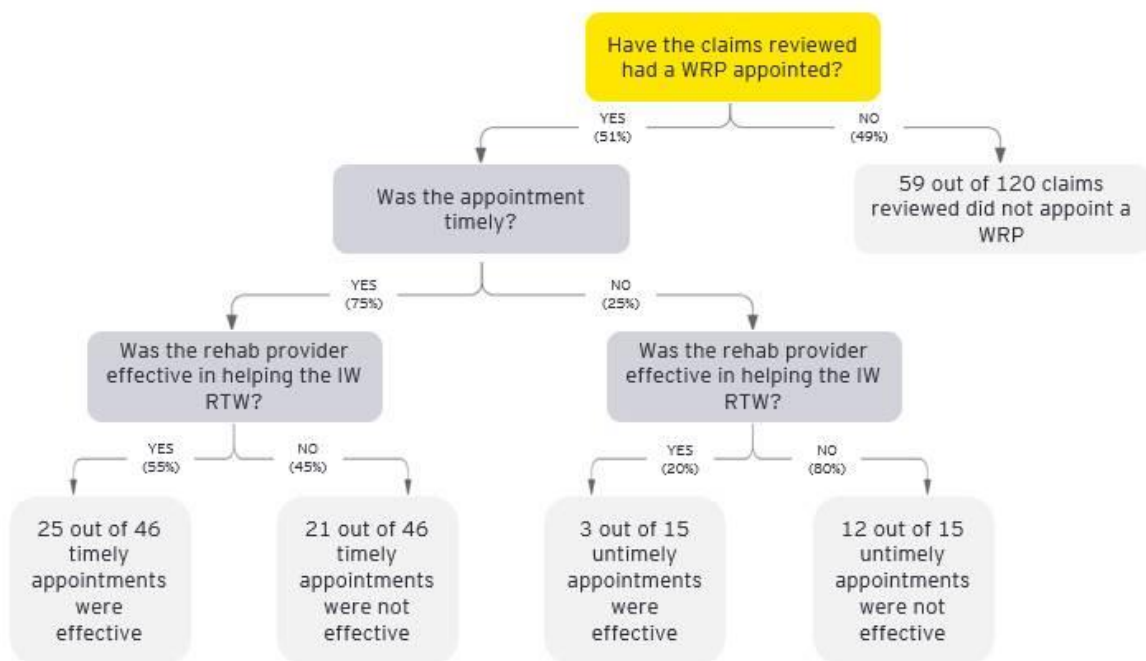 Have the claims reviewed
had a WRP appointed?
YES
(51%)
NO
(49%)
Was the appointment
timely?
59 out of 120 claims
reviewed did not appoint a
WRP
YES
(75%)
NO
(25%)
Was the rehab provider
effective in helping the IW
RTW?
Was the rehab provider
effective in helping the IW
RTW?
YES
(55%)
NO
(45%)
YES
(20%)
NO
(80%)
25 out of 46
timely
appointments
were
effective
21 out of 46
timely
appointments
were not
effective
3 out of 15
untimely
appointments
were
effective
12 out of 15
untimely
appointments
were not
effective